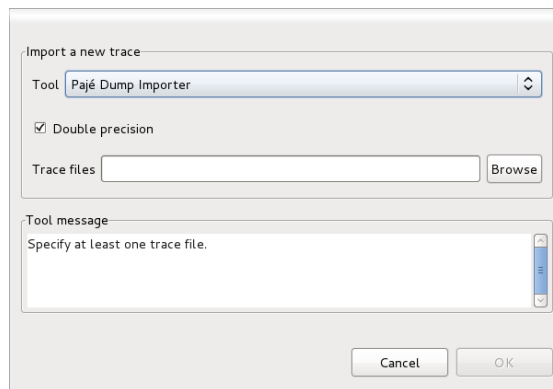 Import a new trace
Tool Pajé Dump Importer
Double precision
Trace files Browse
Tool message
Specify at least one trace file.
Cancel OK